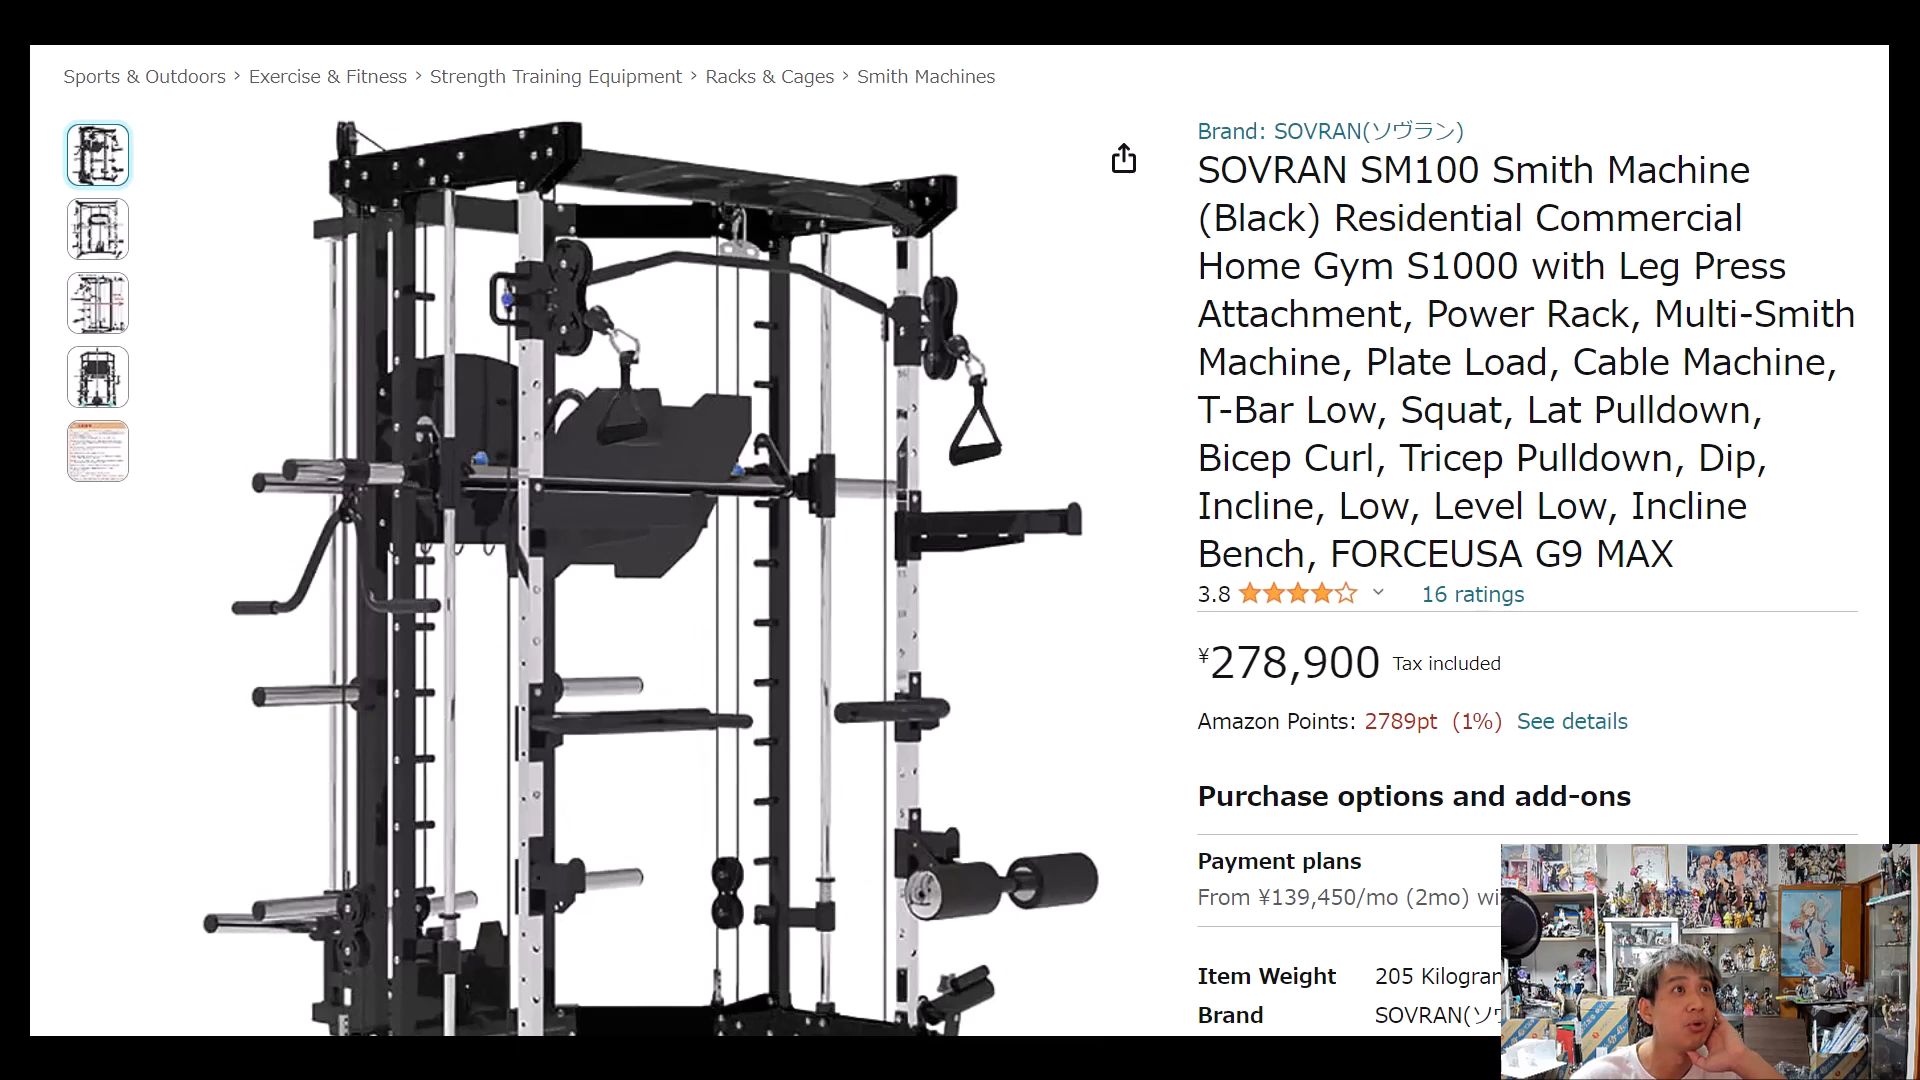 Sports & Outdoors › Exercise & Fitness › Strength Training Equipment › Racks & Cages › Smith Machines
Brand: SOVRAN(ソヴラン)
SOVRAN SM100 Smith Machine
(Black) Residential Commercial
Home Gym S1000 with Leg Press
Attachment, Power Rack, Multi-Smith
Machine, Plate Load, Cable Machine,
T-Bar Low, Squat, Lat Pulldown,
Bicep Curl, Tricep Pulldown, Dip,
Incline, Low, Level Low, Incline
Bench, FORCEUSA G9 MAX
3.8 16 ratings
¥278,900 Tax included
Amazon Points: 2789pt (1%) See details
Purchase options and add-ons
Payment plans
From ¥139,450/mo (2mo) wi
Item Weight 205 Kilogran
Brand SOVRAN(ソヴ